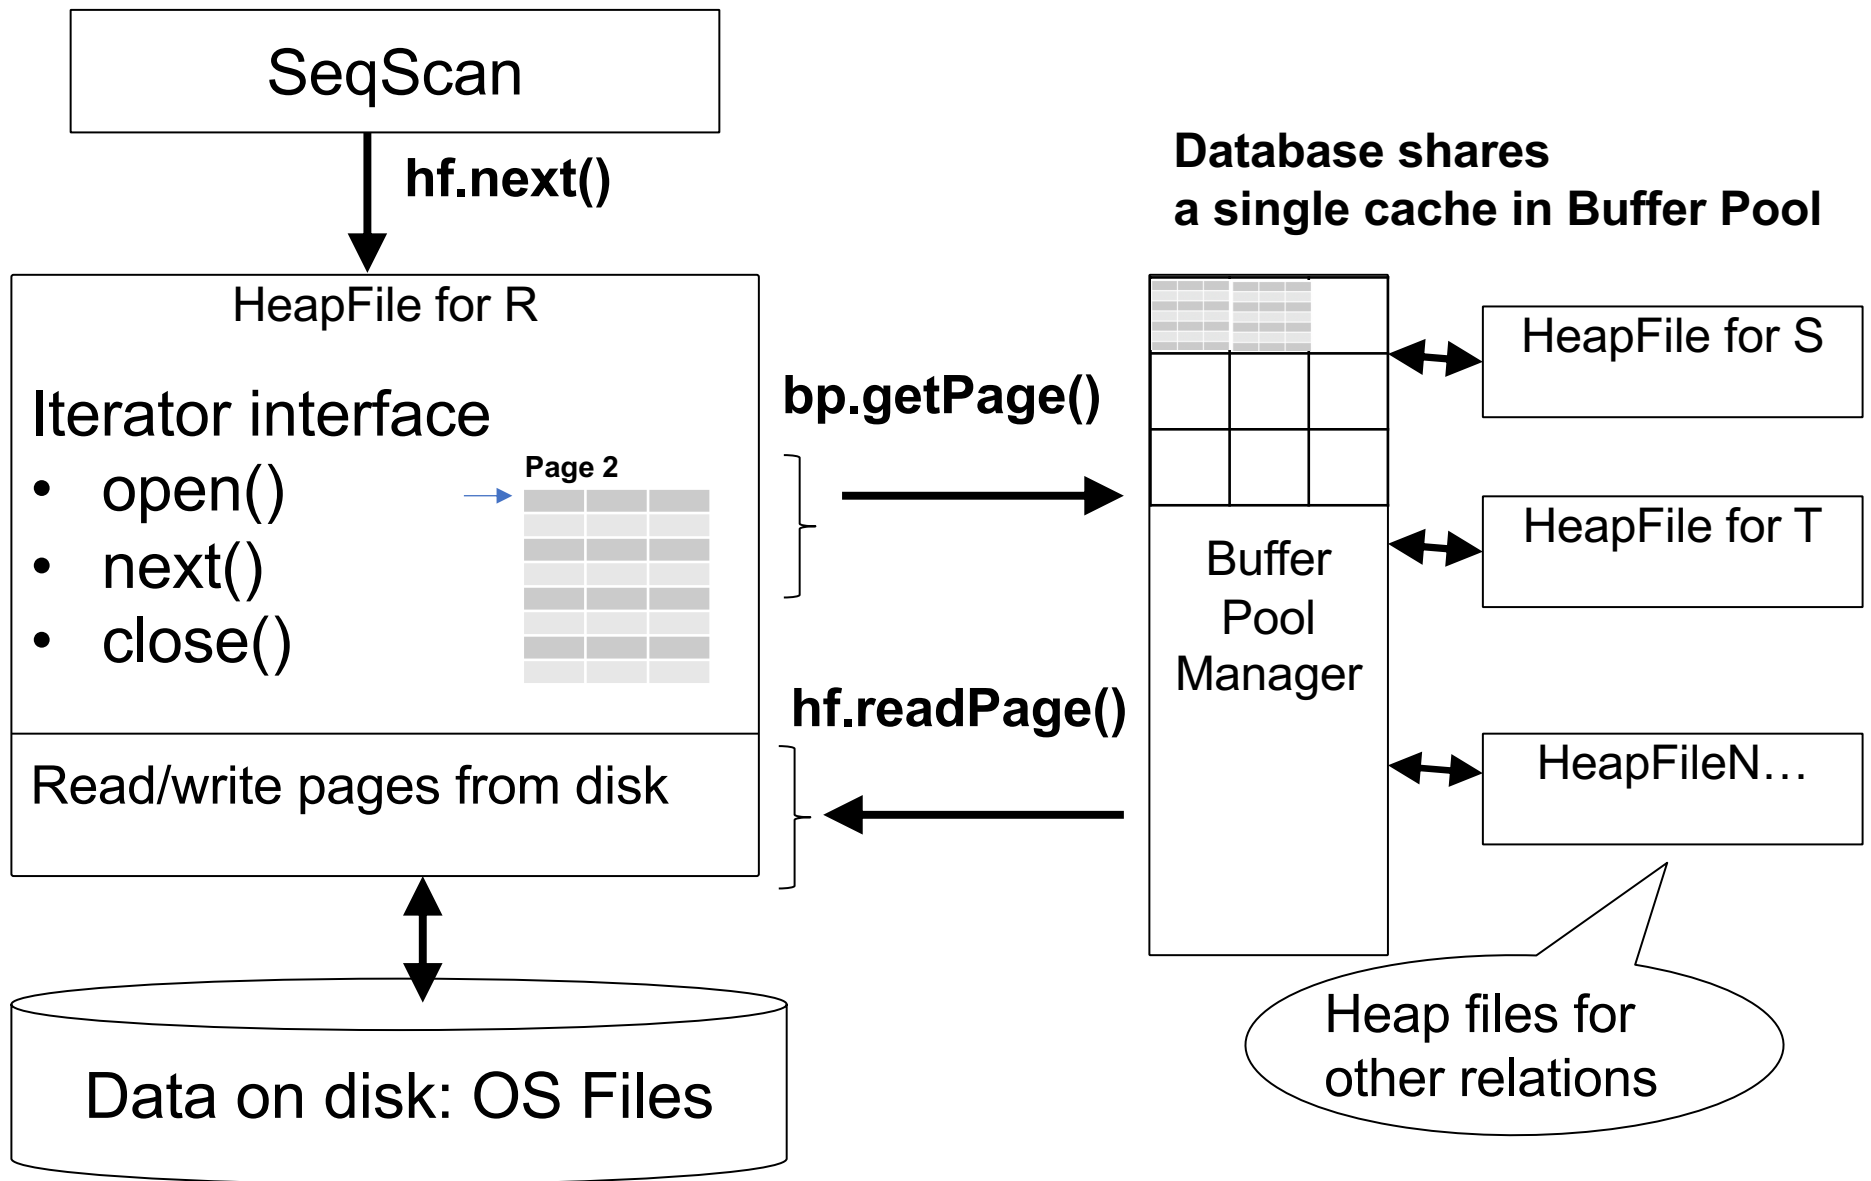 SeqScan
hf.next()
Database shares
a single cache in Buffer Pool
HeapFile for R
Iterator interface
• open()
• next()
• close()
Page 2
Read/write pages from disk
bp.getPage()
hf.readPage()
Buffer
Pool
Manager
HeapFile for S
HeapFile for T
HeapFileN…
Heap files for
other relations
Data on disk: OS Files